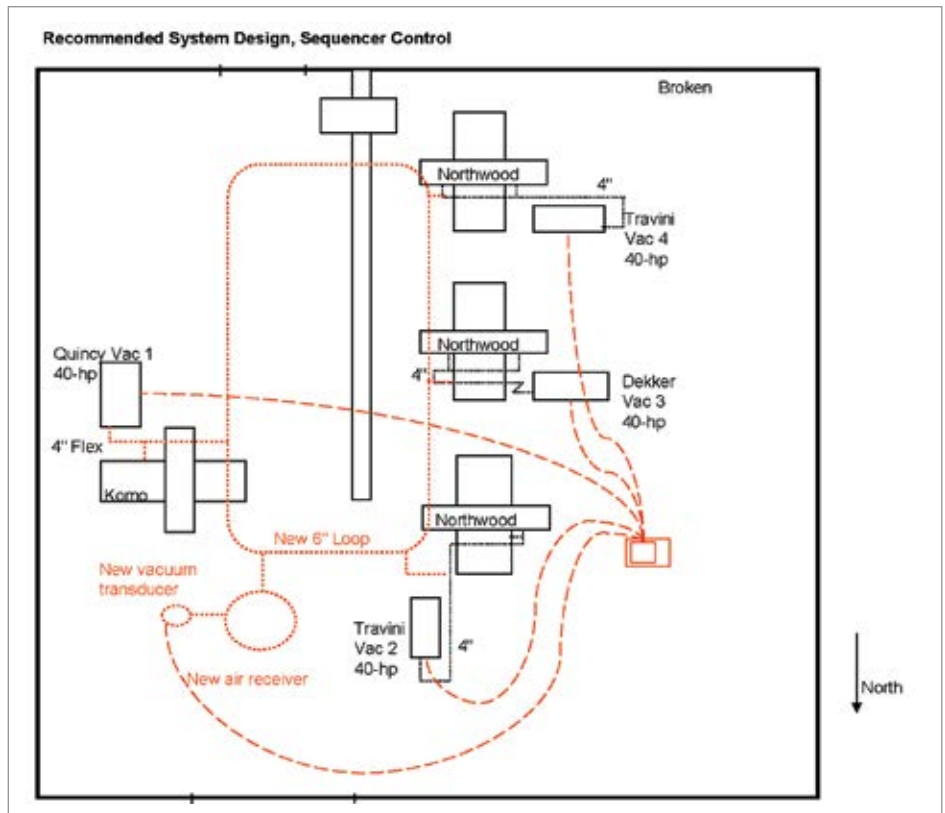 Recommended System Design, Sequencer Control
Broken
Northwood
4"
Travini
Vac 4
40-hp
Quincy Vac 1
40-hp
Northwood
4"
Dekker
Vac 3
40-hp
4" Flex
Komo
Northwood
New 6" Loop
New vacuum
transducer
Travini
Vac 2
40-hp
4"
New air receiver
North